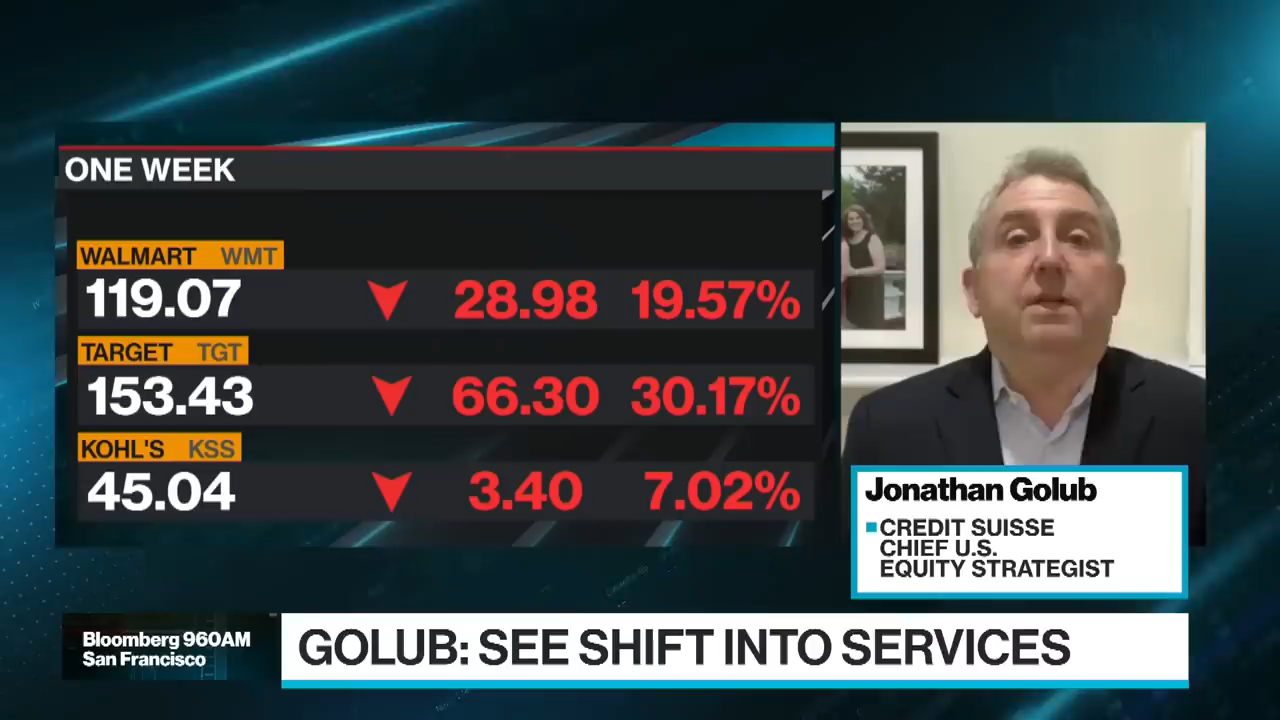 ONE WEEK
WALMART WMT
119.07 28.98 19.57%
TARGET TGT
153.43 66.30 30.17%
KOHL'S KSS
45.04 3.40 7.02%
Jonathan Golub
CREDIT SUISSE
CHIEF U.S.
EQUITY STRATEGIST
Bloomberg 960AM
San Francisco
GOLUB: SEE SHIFT INTO SERVICES